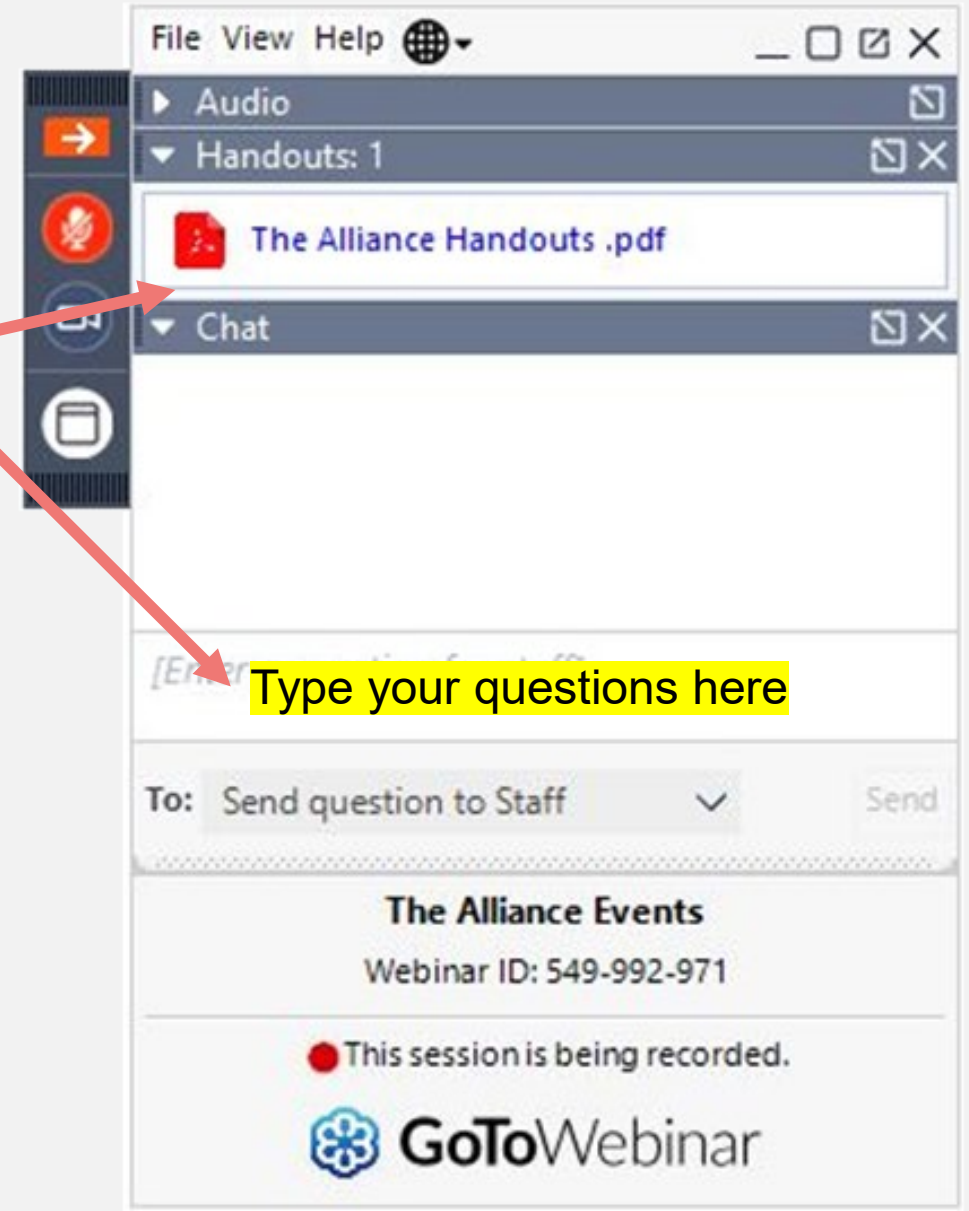 File View Help
Audio
Handouts: 1
The Alliance Handouts .pdf
Chat
Type your questions here
To: Send question to Staff
Send
The Alliance Events
Webinar ID: 549-992-971
This session is being recorded.
GoToWebinar